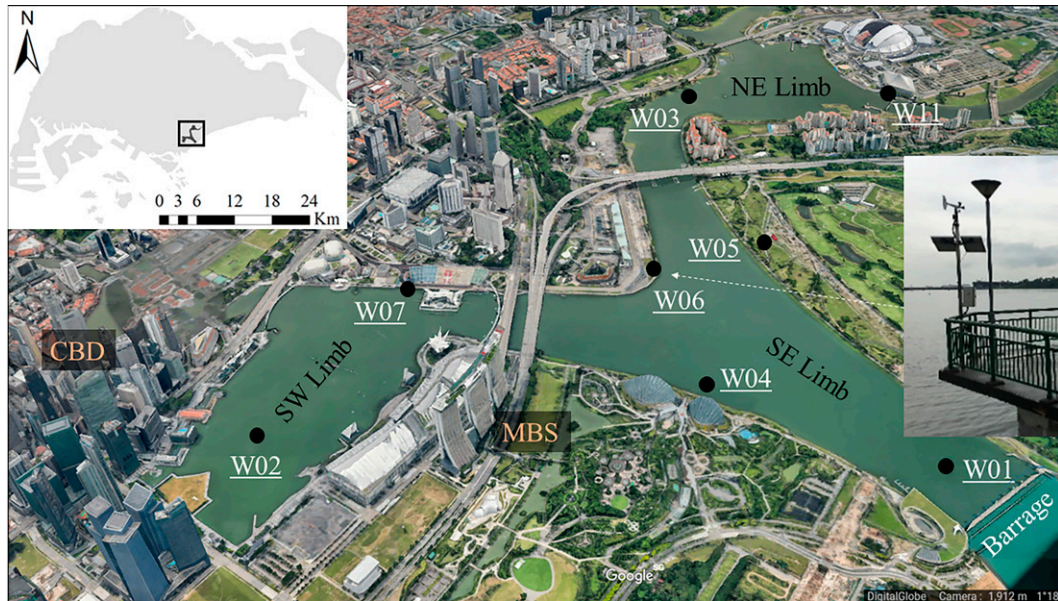 N
0 3 6 12 18 24
Km
NE Limb
W03
W11
W05
W06
W07
CBD
SW Limb
SE Limb
W04
MBS
W02
W01
Barrage
Google
DigitalGlobe Camera : 1,912 m 1°18